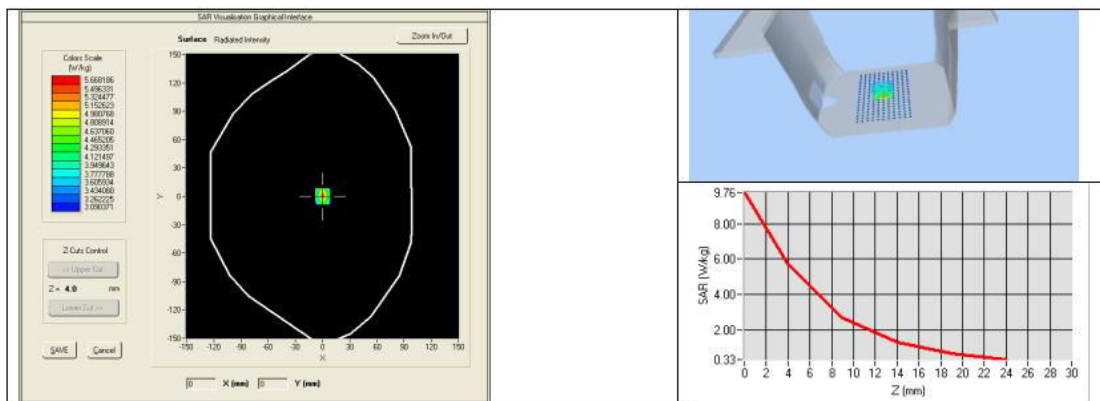 SAR Visualisation Graphical Interface
Surface Radiated Intensity
Zoom In/Out
Colors Scale
(W/kg)
5.668186
5.496331
5.324477
5.152623
4.980768
4.808914
4.637060
4.465205
4.293351
4.121497
3.949643
3.777788
3.605934
3.434080
3.262225
3.090371
150
120
90
60
30
0
-30
-60
-90
-120
-150
Y
-150 -120 -90 -60 -30 0 30 60 90 120 150
X
Z-Cuts Control
<< Upper Cut
Z = 4.0 mm
Lower Cut >>
SAVE Cancel
0 X (mm) 0 Y (mm)
9.76
8.00
6.00
4.00
2.00
0.33
SAR (W/kg)
0 2 4 6 8 10 12 14 16 18 20 22 24 26 28 30
Z (mm)